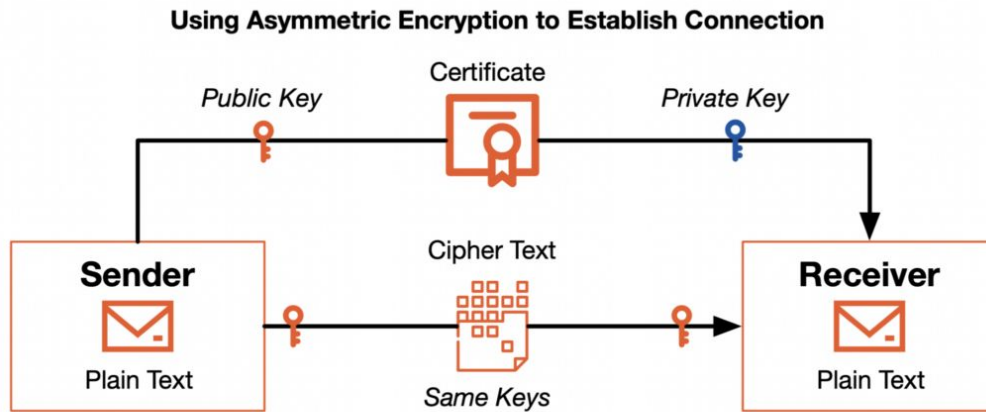 Using Asymmetric Encryption to Establish Connection
Certificate
Public Key
Private Key
Sender
Plain Text
Cipher Text
Same Keys
Receiver
Plain Text